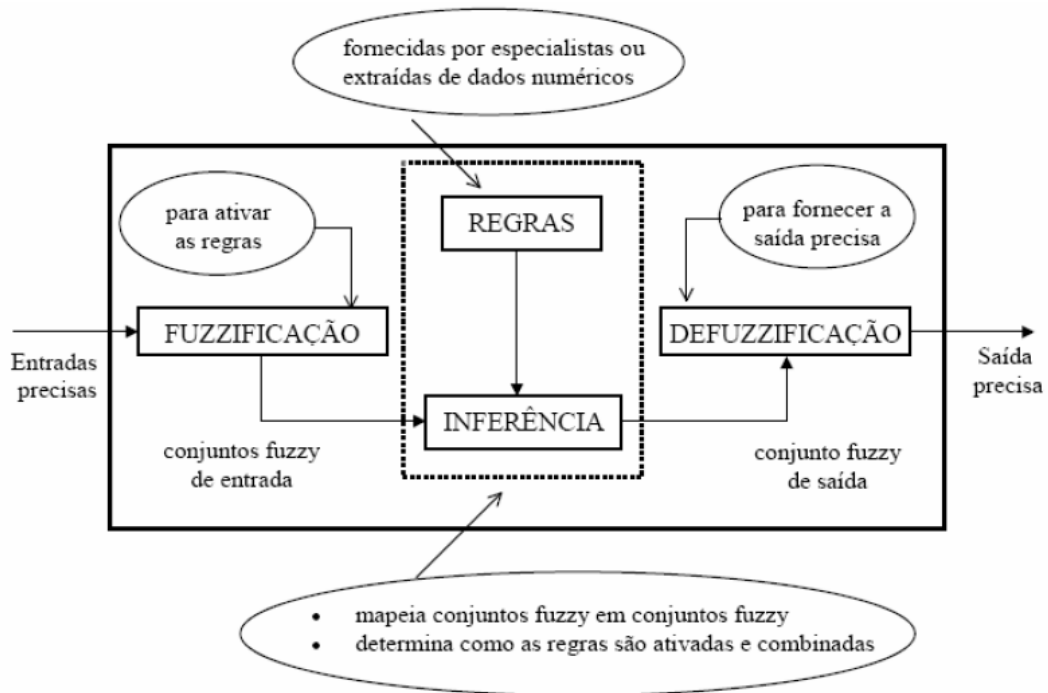 fornecidas por especialistas ou
extraídas de dados numéricos
para ativar
as regras
REGRAS
para fornecer a
saída precisa
FUZZIFICAÇÃO
DEFUZZIFICAÇÃO
Entradas
precisas
Saída
precisa
INFERÊNCIA
conjuntos fuzzy
de entrada
conjunto fuzzy
de saída
• mapeia conjuntos fuzzy em conjuntos fuzzy
• determina como as regras são ativadas e combinadas